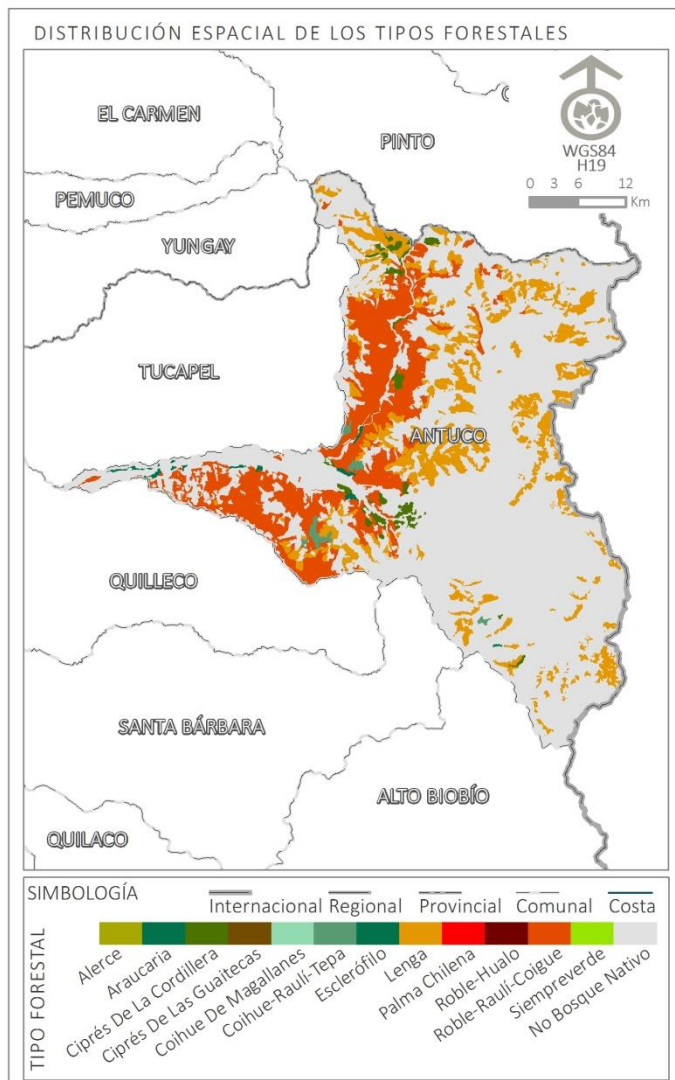 DISTRIBUCIÓN ESPACIAL DE LOS TIPOS FORESTALES
EL CARMEN
PINTO
WGS84
H19
0 3 6 12
Km
PEMUCO
YUNGAY
TUCAPEL
ANTUCO
QUILLECO
SANTA BÁRBARA
ALTO BIOBÍO
QUILACO
SIMBOLOGÍA
Internacional Regional Provincial Comunal Costa
TIPO FORESTAL
Alerce
Araucaria
Ciprés De La Cordillera
Ciprés De Las Guaitecas
Coihue De Magallanes
Coihue-Raulí-Tepa
Esclerófilo
Lenga
Palma Chilena
Roble-Hualo
Roble-Raulí-Coigue
Siempreverde
No Bosque Nativo